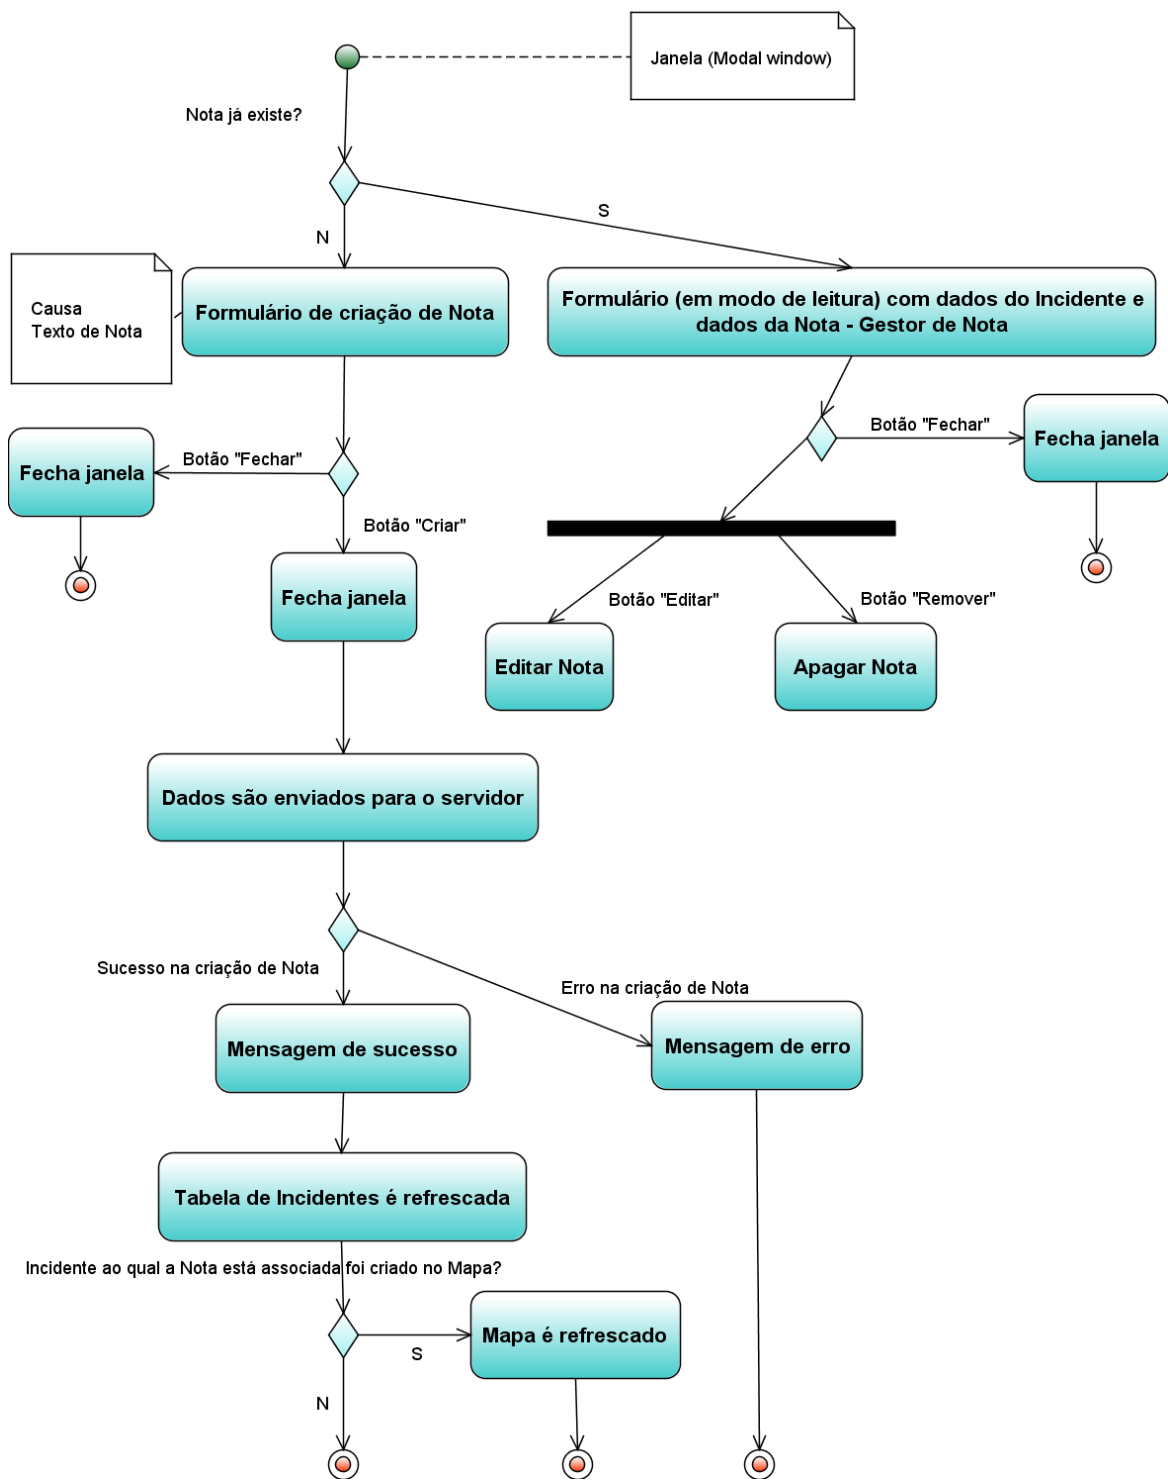 Janela (Modal window)
Nota já existe?
S
N
Causa
Texto de Nota
Formulário de criação de Nota
Formulário (em modo de leitura) com dados do Incidente e
dados da Nota - Gestor de Nota
Botão "Fechar"
Fecha janela
Fecha janela
Botão "Fechar"
Botão "Criar"
Fecha janela
Botão "Editar"
Botão "Remover"
Editar Nota
Apagar Nota
Dados são enviados para o servidor
Sucesso na criação de Nota
Erro na criação de Nota
Mensagem de sucesso
Mensagem de erro
Tabela de Incidentes é refrescada
Incidente ao qual a Nota está associada foi criado no Mapa?
Mapa é refrescado
S
N